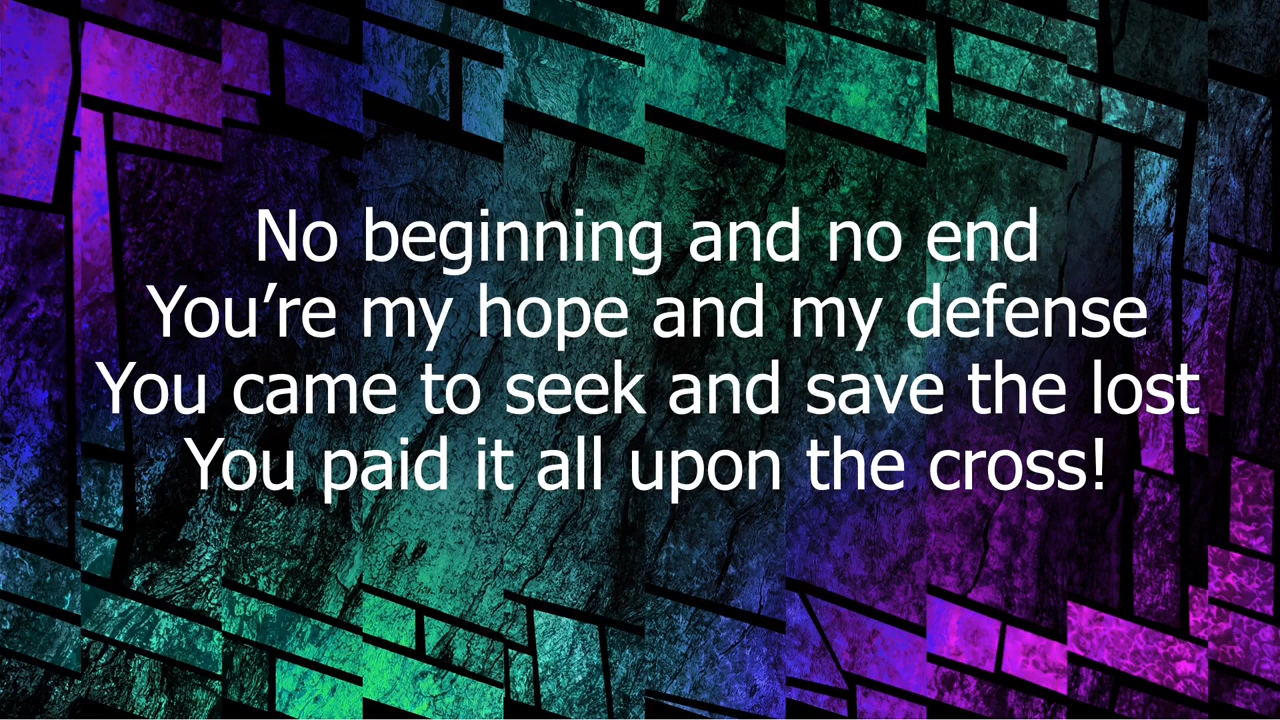 No beginning and no end
You’re my hope and my defense
You came to seek and save the lost
You paid it all upon the cross!